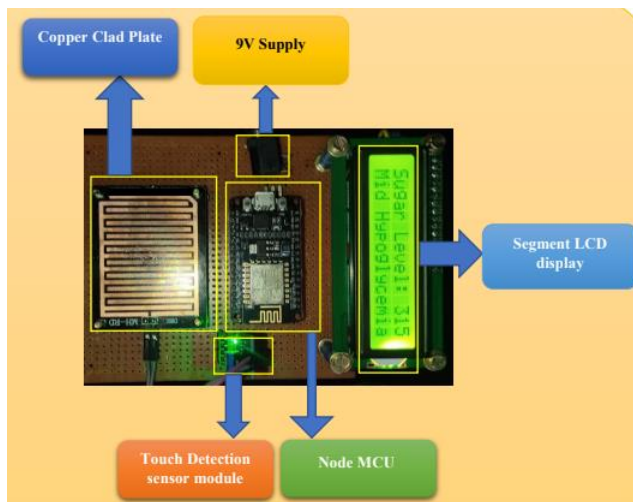 Copper Clad Plate
9V Supply
Sugar Level: 315
Mid Hypoglycemia
Segment LCD
display
Touch Detection
sensor module
Node MCU